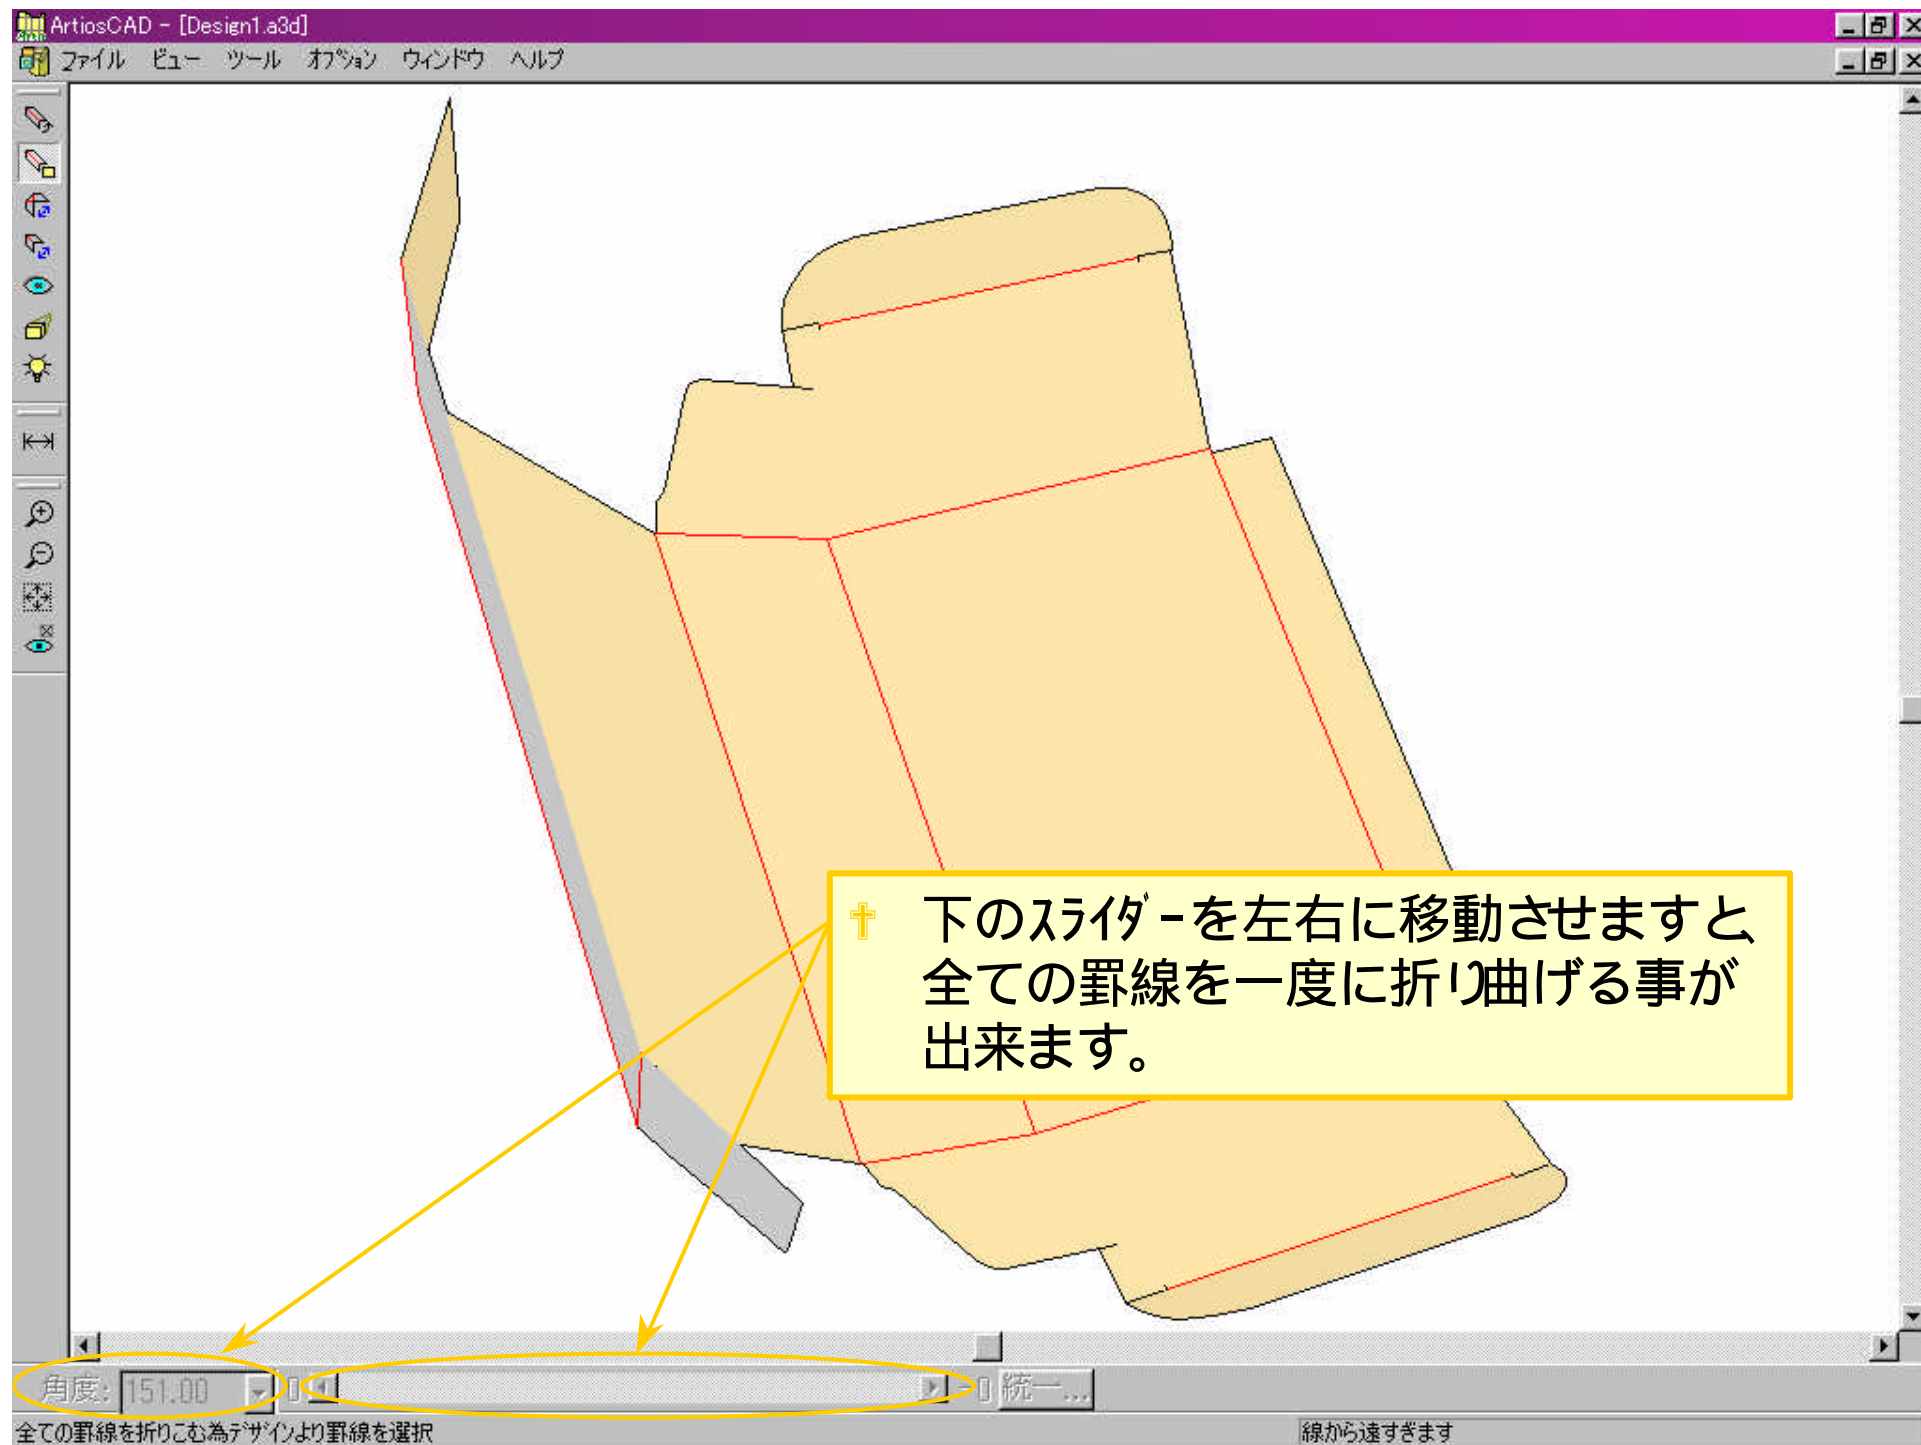 ArtiosCAD - [Design1.a3d]
ファイル ビュー ツール オプション ウィンドウ ヘルプ
下のスライダーを左右に移動させますと、
全ての罫線を一度に折り曲げる事が
出来ます。
角度: 151.00 統一...
全ての罫線を折りこむ為デザインより罫線を選択 線から遠すぎます